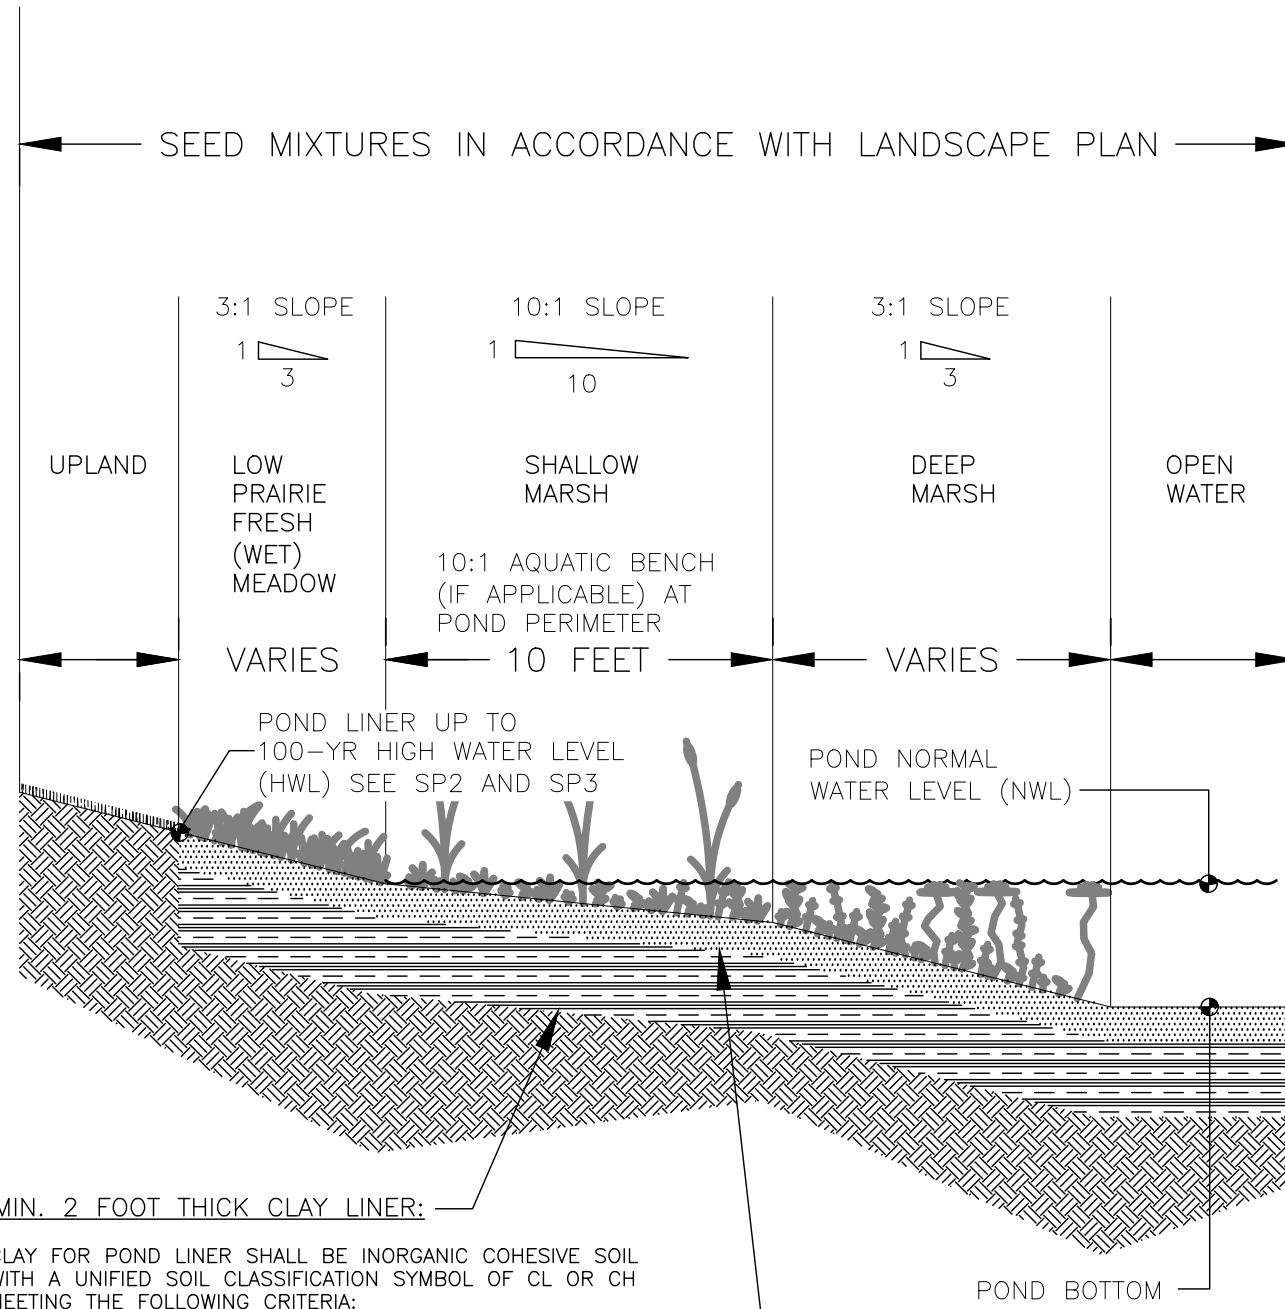 SEED MIXTURES IN ACCORDANCE WITH LANDSCAPE PLAN
3:1 SLOPE
1
3
10:1 SLOPE
1
10
3:1 SLOPE
1
3
UPLAND
LOW
PRAIRIE
FRESH
(WET)
MEADOW
SHALLOW
MARSH
DEEP
MARSH
OPEN
WATER
10:1 AQUATIC BENCH
(IF APPLICABLE) AT
POND PERIMETER
VARIES
10 FEET
VARIES
POND LINER UP TO
100-YR HIGH WATER LEVEL
(HWL) SEE SP2 AND SP3
POND NORMAL
WATER LEVEL (NWL)
MIN. 2 FOOT THICK CLAY LINER:
CLAY FOR POND LINER SHALL BE INORGANIC COHESIVE SOIL
WITH A UNIFIED SOIL CLASSIFICATION SYMBOL OF CL OR CH
MEETING THE FOLLOWING CRITERIA:
POND BOTTOM